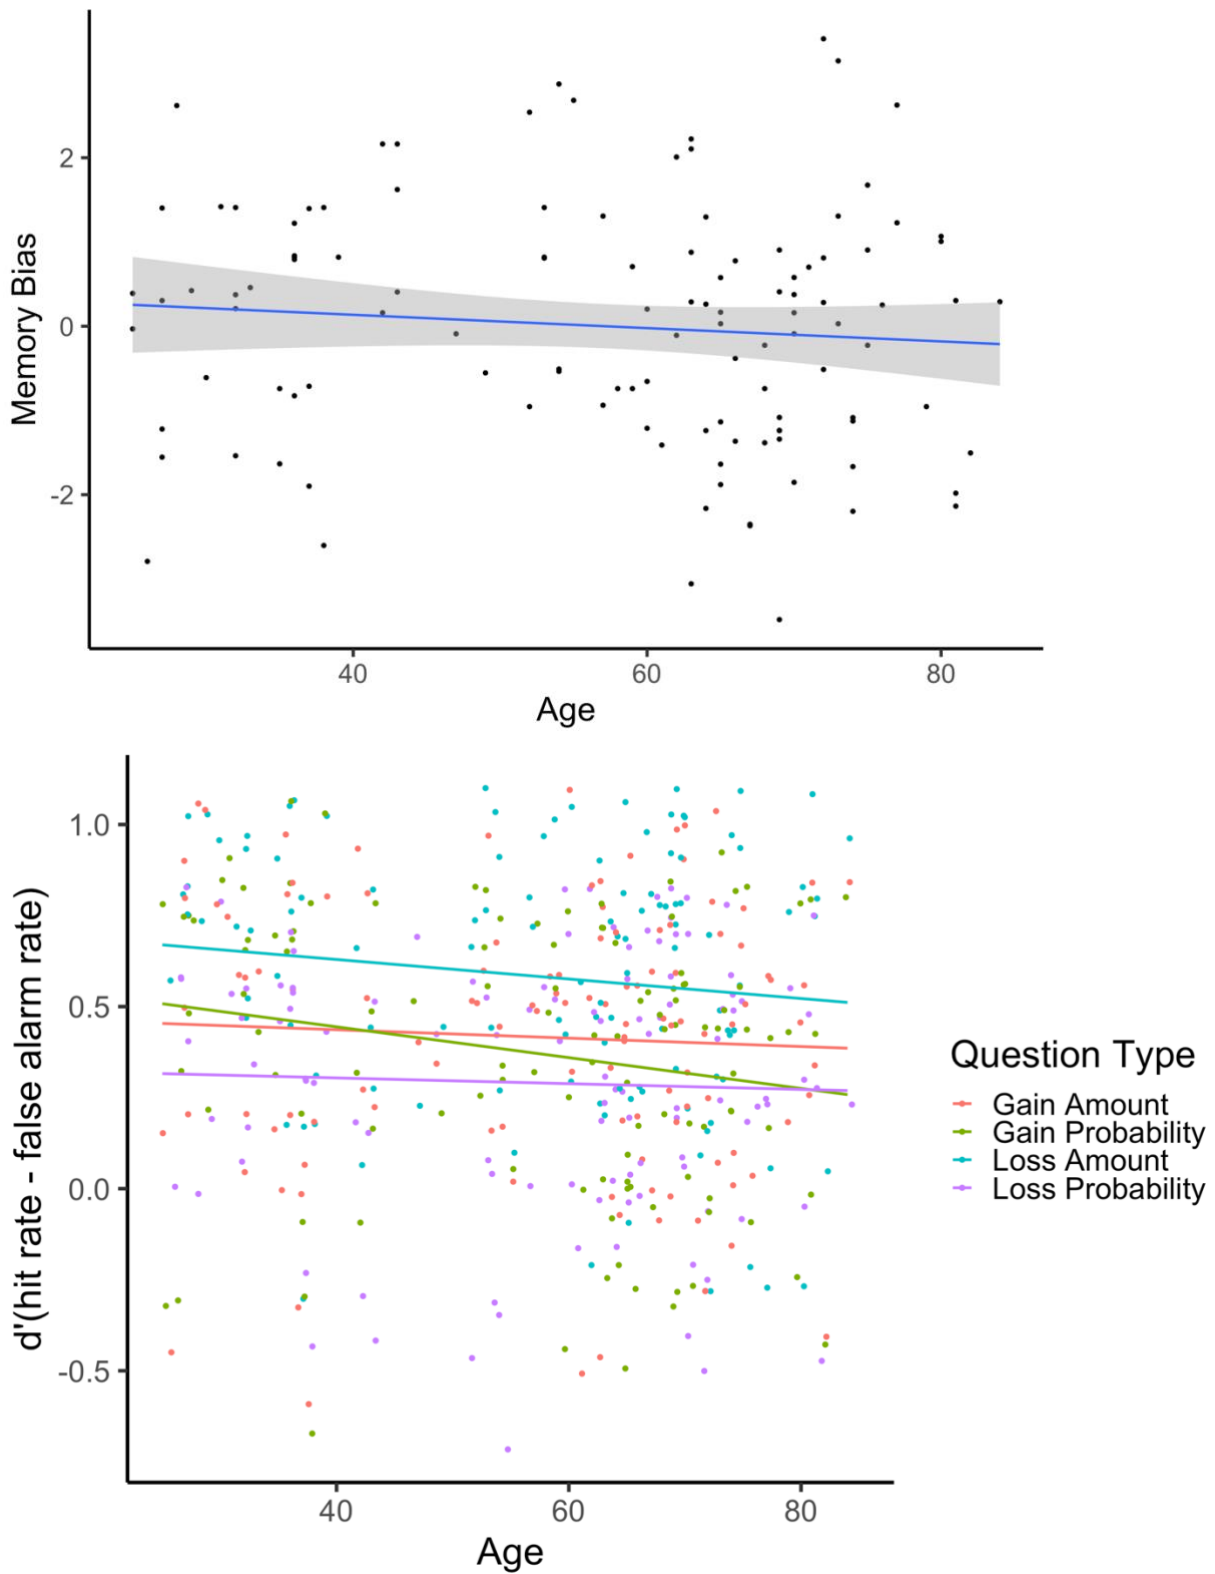 2
0
-2
Memory Bias
40 60 80
Age
1.0
0.5
0.0
-0.5
d'(hit rate - false alarm rate)
40 60 80
Age
Question Type
Gain Amount
Gain Probability
Loss Amount
Loss Probability